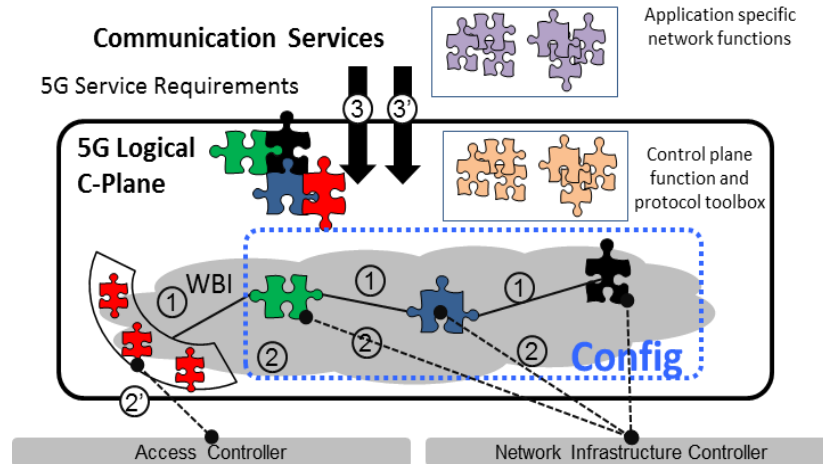 Communication Services
5G Service Requirements
Application specific
network functions
3
3'
5G Logical
C-Plane
Control plane
function and
protocol toolbox
WBI
1
1
1
2
2
2
Config
2'
Access Controller
Network Infrastructure Controller